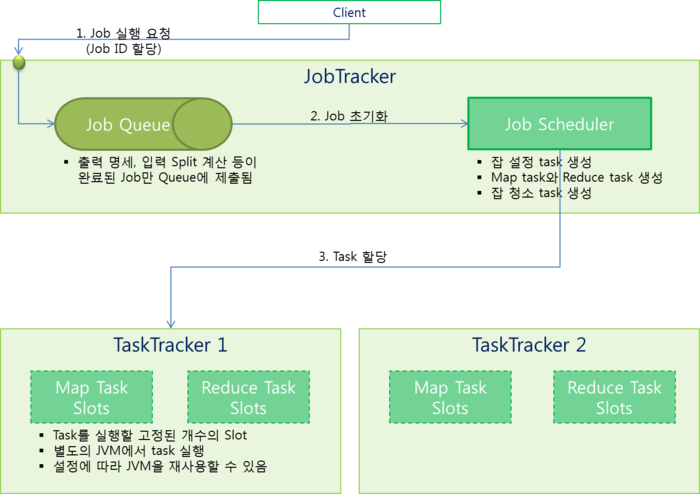 Client
1. Job 실행 요청
(Job ID 할당)
JobTracker
Job Queue
2. Job 초기화
Job Scheduler
▪ 출력 명세, 입력 Split 계산 등이
완료된 Job만 Queue에 제출됨
▪ 잡 설정 task 생성
▪ Map task와 Reduce task 생성
▪ 잡 청소 task 생성
3. Task 할당
TaskTracker 1
Map Task
Slots
Reduce Task
Slots
▪ Task를 실행할 고정된 개수의 Slot
▪ 별도의 JVM에서 task 실행
▪ 설정에 따라 JVM을 재사용할 수 있음
TaskTracker 2
Map Task
Slots
Reduce Task
Slots